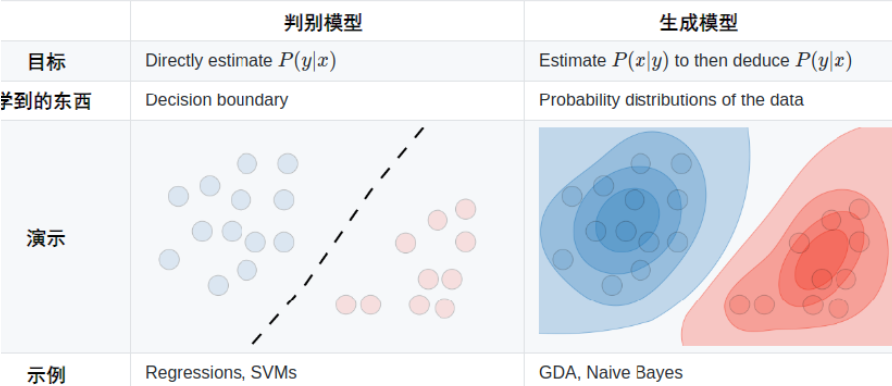 判别模型 生成模型
目标 Directly estimate P(y|x) Estimate P(x|y) to then deduce P(y|x)
学到的东西 Decision boundary Probability distributions of the data
演示
示例 Regressions, SVMs GDA, Naive Bayes